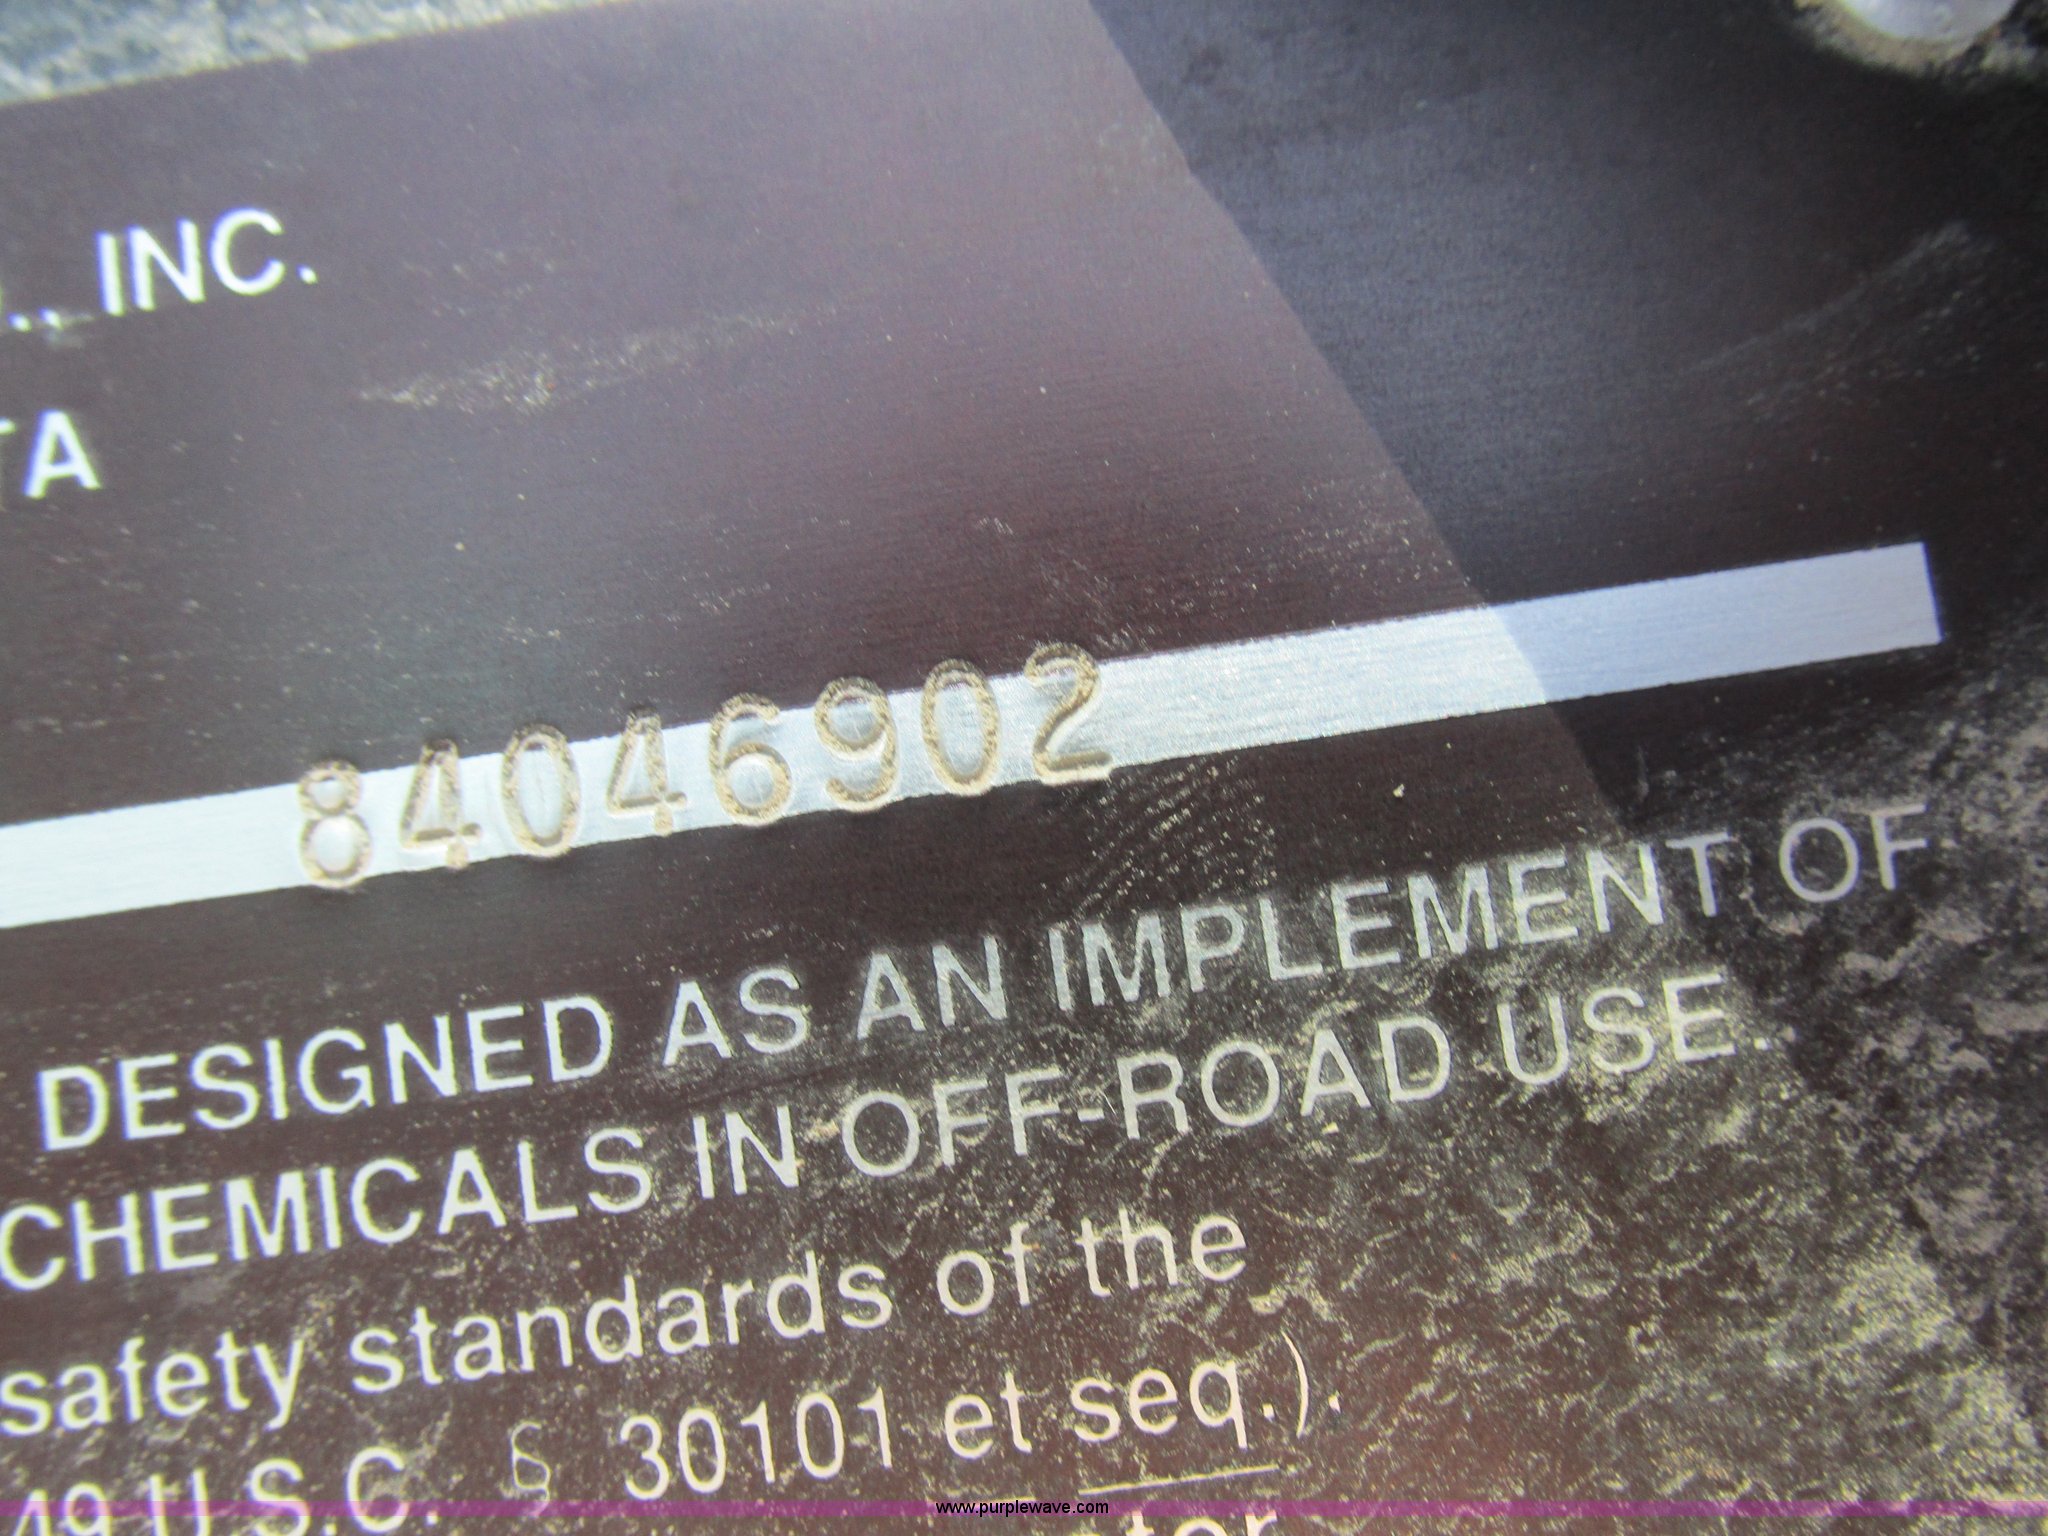 ., INC.
TA
84046902
DESIGNED AS AN IMPLEMENT OF
CHEMICALS IN OFF-ROAD USE.
safety standards of the
49 U.S.C. § 30101 et seq.).
www.purplewave.com